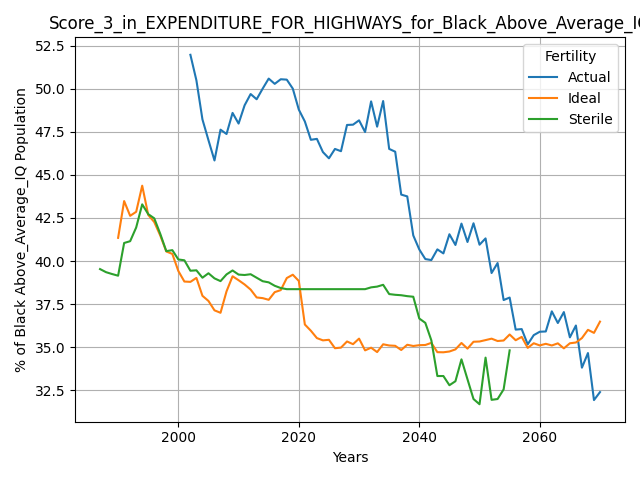 Score_3_in_EXPENDITURE_FOR_HIGHWAYS_for_Black_Above_Average_IQ
Fertility
Actual
Ideal
Sterile
52.5
50.0
47.5
45.0
42.5
40.0
37.5
35.0
32.5
% of Black Above_Average_IQ Population
2000
2020
2040
2060
Years